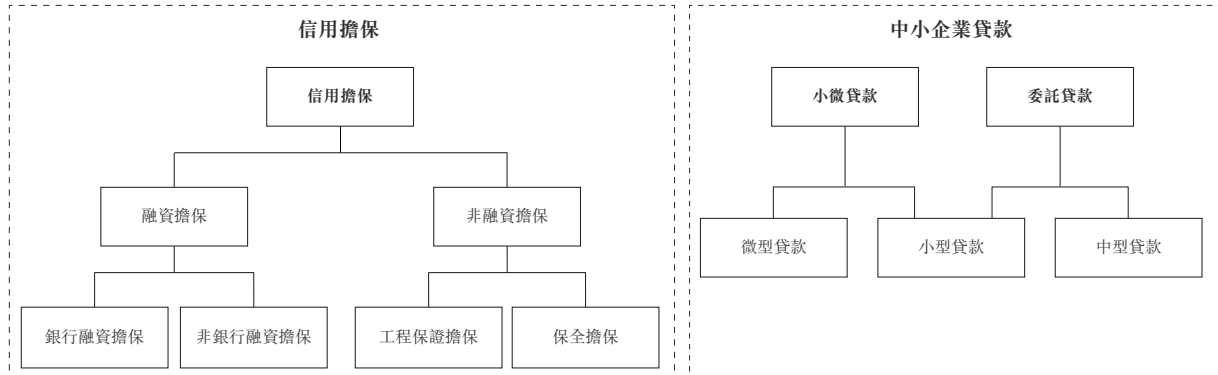 信用擔保
信用擔保
融資擔保
非融資擔保
銀行融資擔保
非銀行融資擔保
工程保證擔保
保全擔保
中小企業貸款
小微貸款
委託貸款
微型貸款
小型貸款
中型貸款